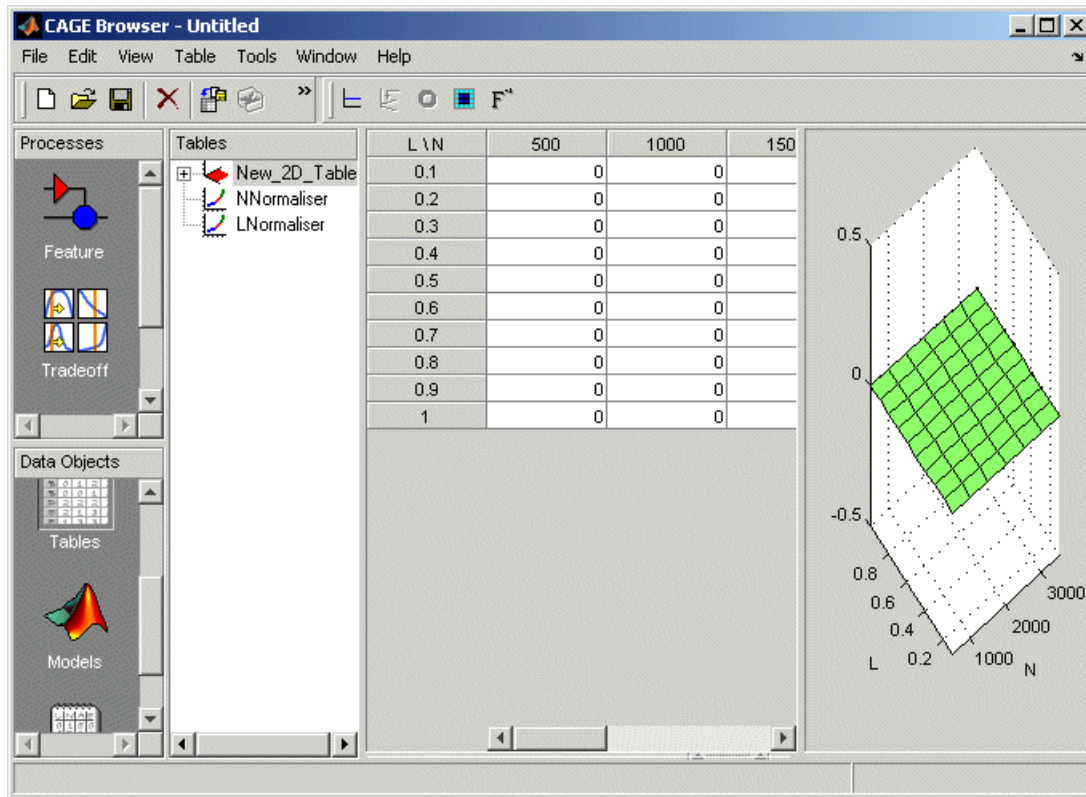 CAGE Browser - Untitled
File Edit View Table Tools Window Help
»
F
Processes
Feature
Tradeoff
Data Objects
Tables
Models
Tables
New_2D_Table
NNormaliser
LNormaliser
L \ N 500 1000 150
0.1 0 0
0.2 0 0
0.3 0 0
0.4 0 0
0.5 0 0
0.6 0 0
0.7 0 0
0.8 0 0
0.9 0 0
1 0 0
0.5
0
-0.5
0.8
0.6
0.4
0.2
L
1000
2000
3000
N